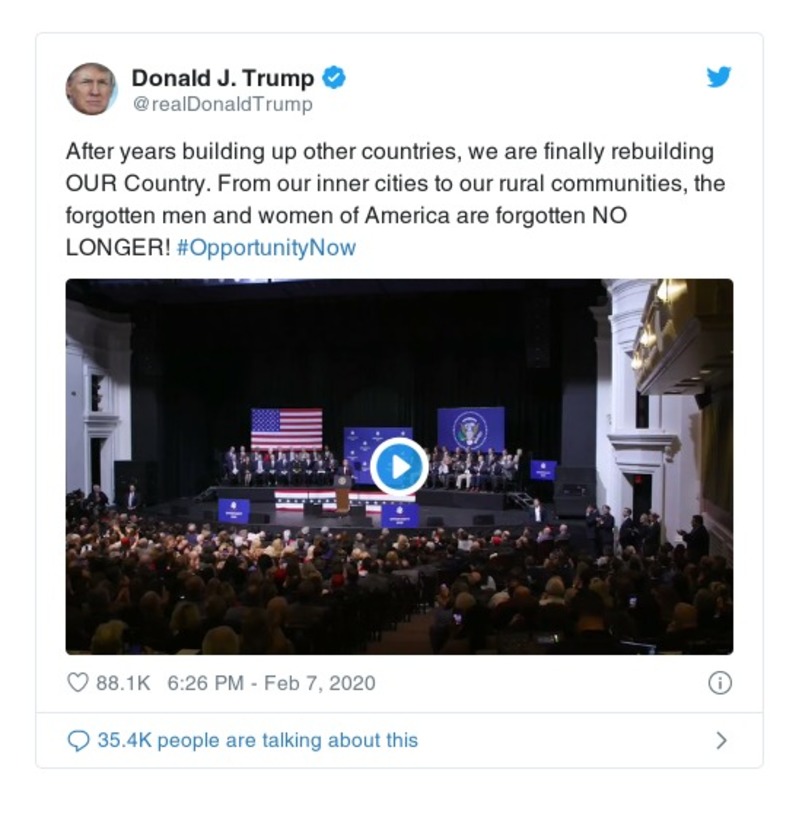 Donald J. Trump
@realDonaldTrump
After years building up other countries, we are finally rebuilding
OUR Country. From our inner cities to our rural communities, the
forgotten men and women of America are forgotten NO
LONGER! #OpportunityNow
88.1K 6:26 PM - Feb 7, 2020
35.4K people are talking about this